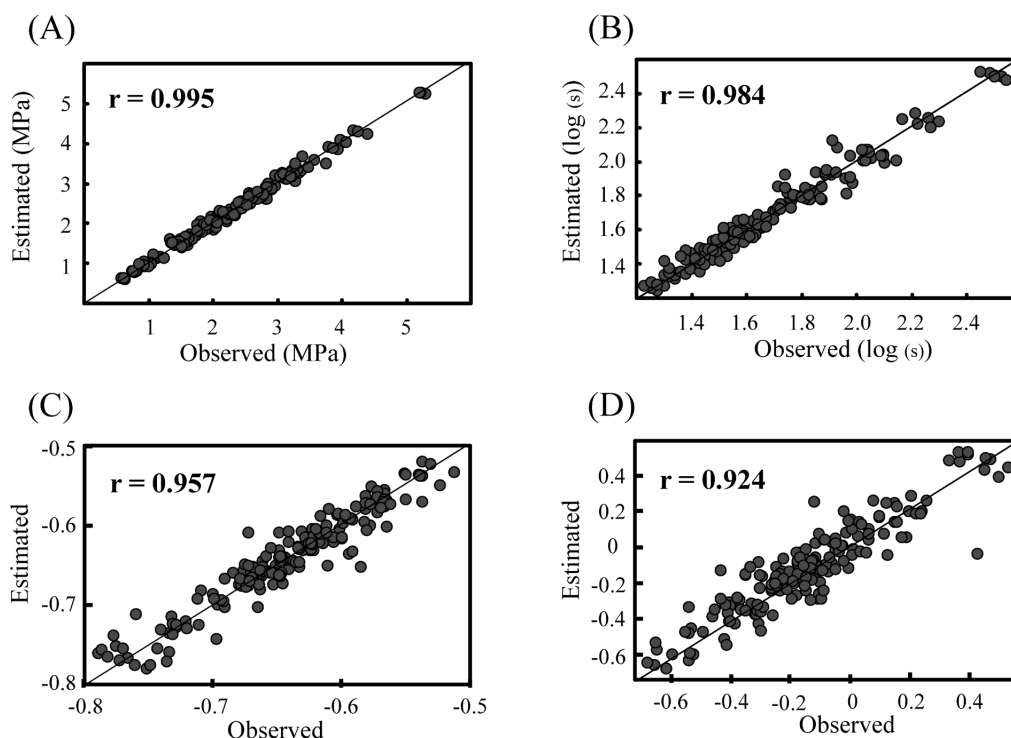 (A)
r = 0.995
Estimated (MPa)
5
4
3
2
1
1 2 3 4 5
Observed (MPa)
(B)
r = 0.984
Estimated (log (s))
2.4
2.2
2.0
1.8
1.6
1.4
1.4 1.6 1.8 2.0 2.2 2.4
Observed (log (s))
(C)
r = 0.957
Estimated
-0.5
-0.6
-0.7
-0.8
-0.8 -0.7 -0.6 -0.5
Observed
(D)
r = 0.924
Estimated
0.4
0.2
0
-0.2
-0.4
-0.6
-0.6 -0.4 -0.2 0 0.2 0.4
Observed